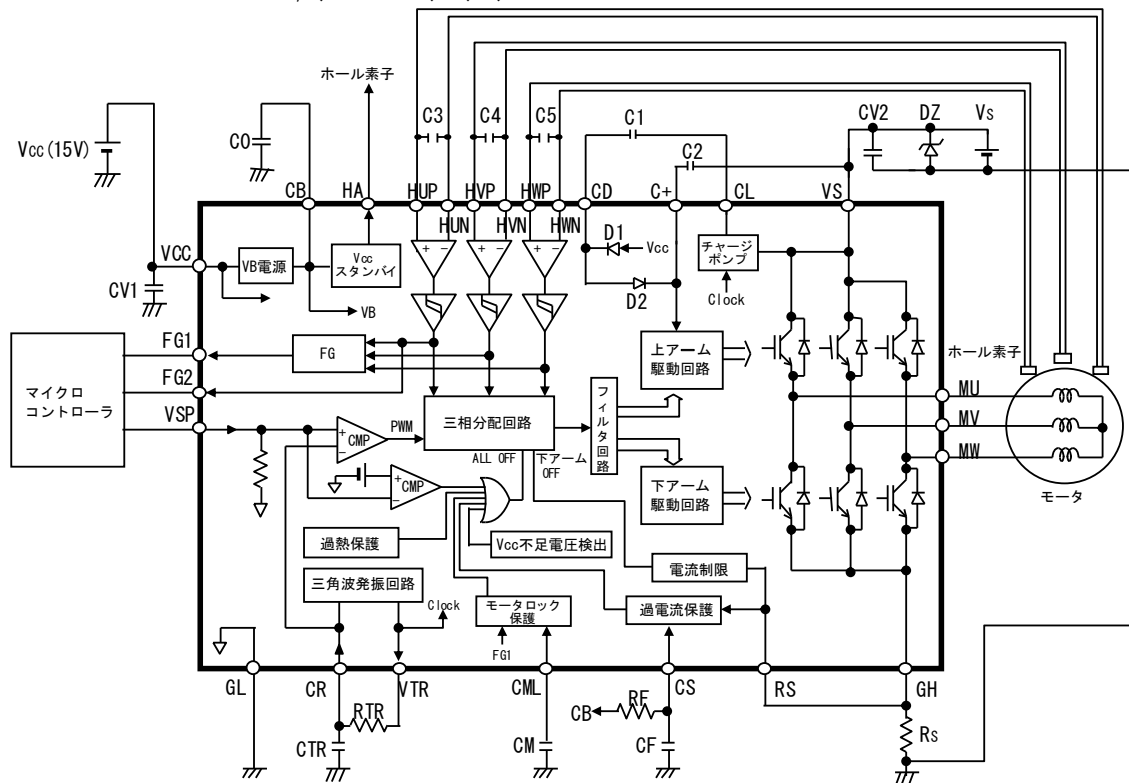 ホール素子
C3
C4
C5
C1
CV2
DZ
VS
C0
C2
VCC(15V)
CB
HA
HUP
HVP
HWP
CD
C+
CL
VS
HUN
HVN
HWN
VCC
VB電源
VCC
スタンバイ
+ −
+ −
+ −
D1
VCC
チャージ
ポンプ
CV1
VB
D2
Clock
FG1
FG
上アーム
駆動回路
ホール素子
FG2
マイクロ
コントローラ
VSP
三相分配回路
フィルタ回路
MU
MV
MW
+
−
CMP
PWM
ALL OFF
下アーム
OFF
+
−
CMP
下アーム
駆動回路
モータ
過熱保護
VCC不足電圧検出
三角波発振回路
Clock
モータロック
保護
電流制限
過電流保護
FG1
GL
CR
VTR
CML
CS
RS
GH
RTR
CB
RF
RS
CTR
CM
CF